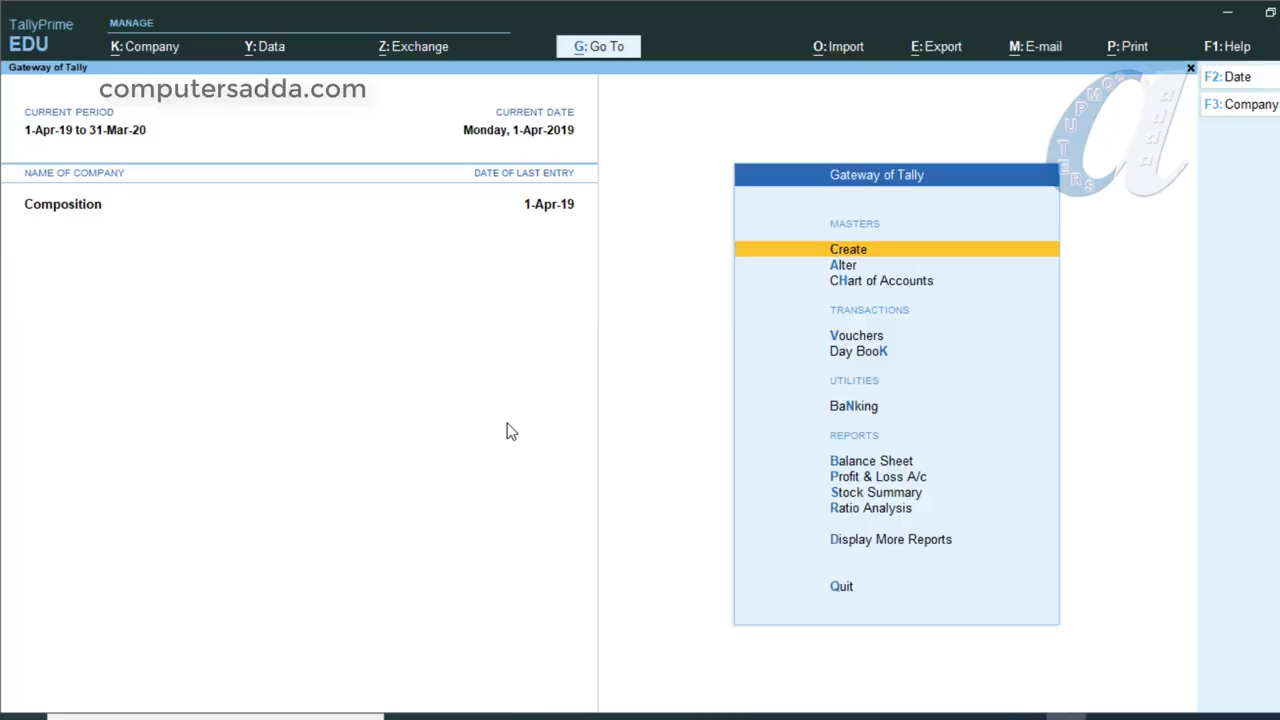 TallyPrime
EDU
MANAGE
K: Company
Y: Data
Z: Exchange
G: Go To
O: Import
E: Export
M: E-mail
P: Print
F1: Help
Gateway of Tally
computersadda.com
CURRENT PERIOD
1-Apr-19 to 31-Mar-20
CURRENT DATE
Monday, 1-Apr-2019
NAME OF COMPANY
DATE OF LAST ENTRY
Composition
1-Apr-19
Gateway of Tally
MASTERS
Create
Alter
CHart of Accounts
TRANSACTIONS
Vouchers
Day BooK
UTILITIES
BaNking
REPORTS
Balance Sheet
Profit & Loss A/c
Stock Summary
Ratio Analysis
Display More Reports
Quit
F2: Date
F3: Company
a
COMPUTERS
adda